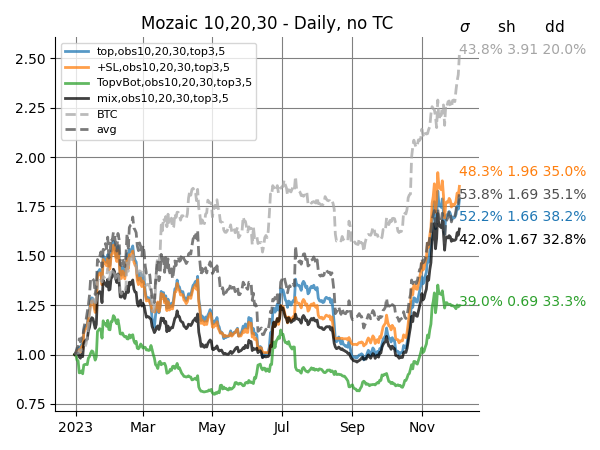 Mozaic 10,20,30 - Daily, no TC
σ sh dd
top,obs10,20,30,top3,5
+SL,obs10,20,30,top3,5
TopvBot,obs10,20,30,top3,5
mix,obs10,20,30,top3,5
BTC
avg
43.8% 3.91 20.0%
48.3% 1.96 35.0%
53.8% 1.69 35.1%
52.2% 1.66 38.2%
42.0% 1.67 32.8%
39.0% 0.69 33.3%
2.50
2.25
2.00
1.75
1.50
1.25
1.00
0.75
2023 Mar May Jul Sep Nov